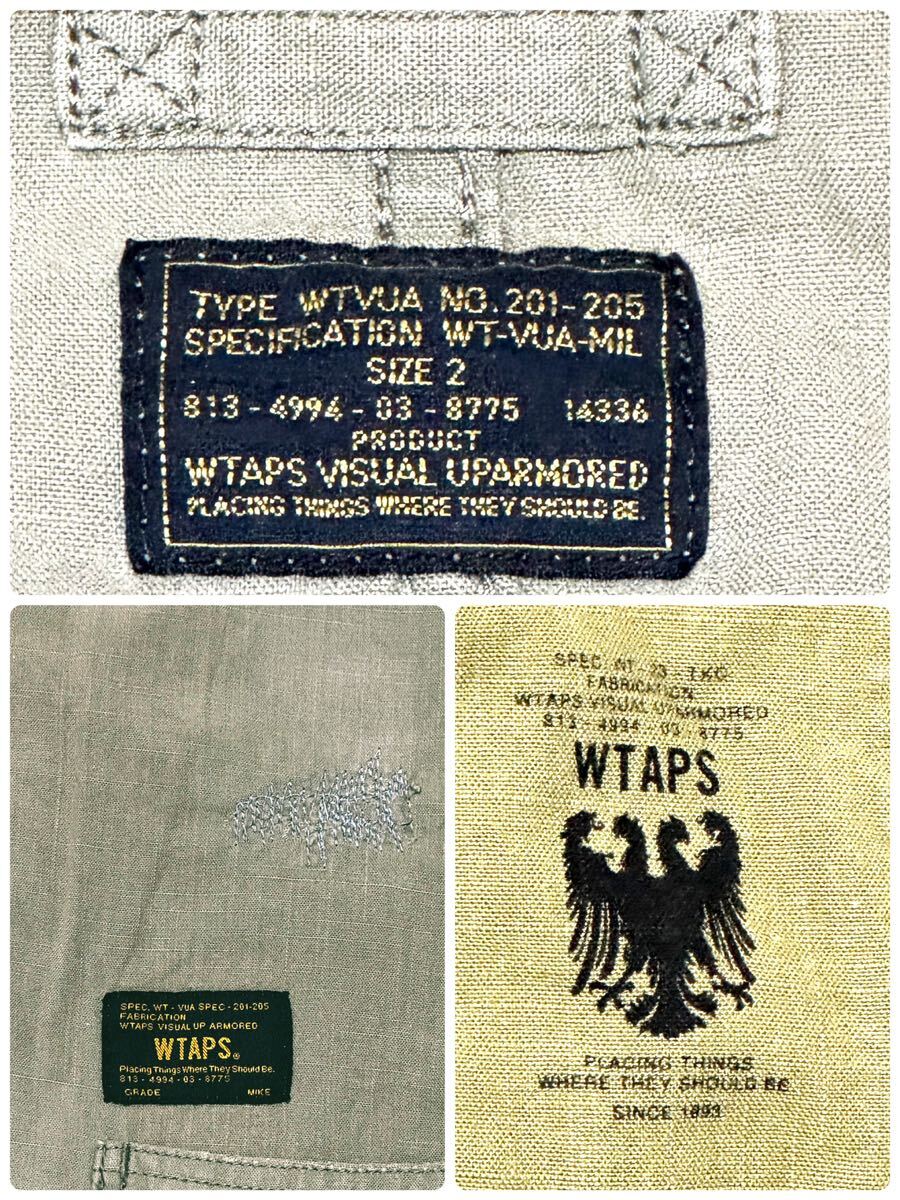 TYPE WTVUA NO. 201-205
SPECIFICATION WT-VUA-MIL
SIZE 2
813 - 4994 - 03 - 8775 14336
PRODUCT
WTAPS VISUAL UPARMORED
PLACING THINGS WHERE THEY SHOULD BE.
SPEC. WT - VUA SPEC - 201-205
FABRICATION
WTAPS VISUAL UP ARMORED
WTAPS®
Placing Things Where They Should Be.
813 - 4994 - 03 - 8775
GRADE MIKE
SPEC. WT
FABRICATION
WTAPS VISUAL UPARMORED
813 - 4994 - 03 - 8775
WTAPS
PLACING THINGS
WHERE THEY SHOULD BE
SINCE 1993